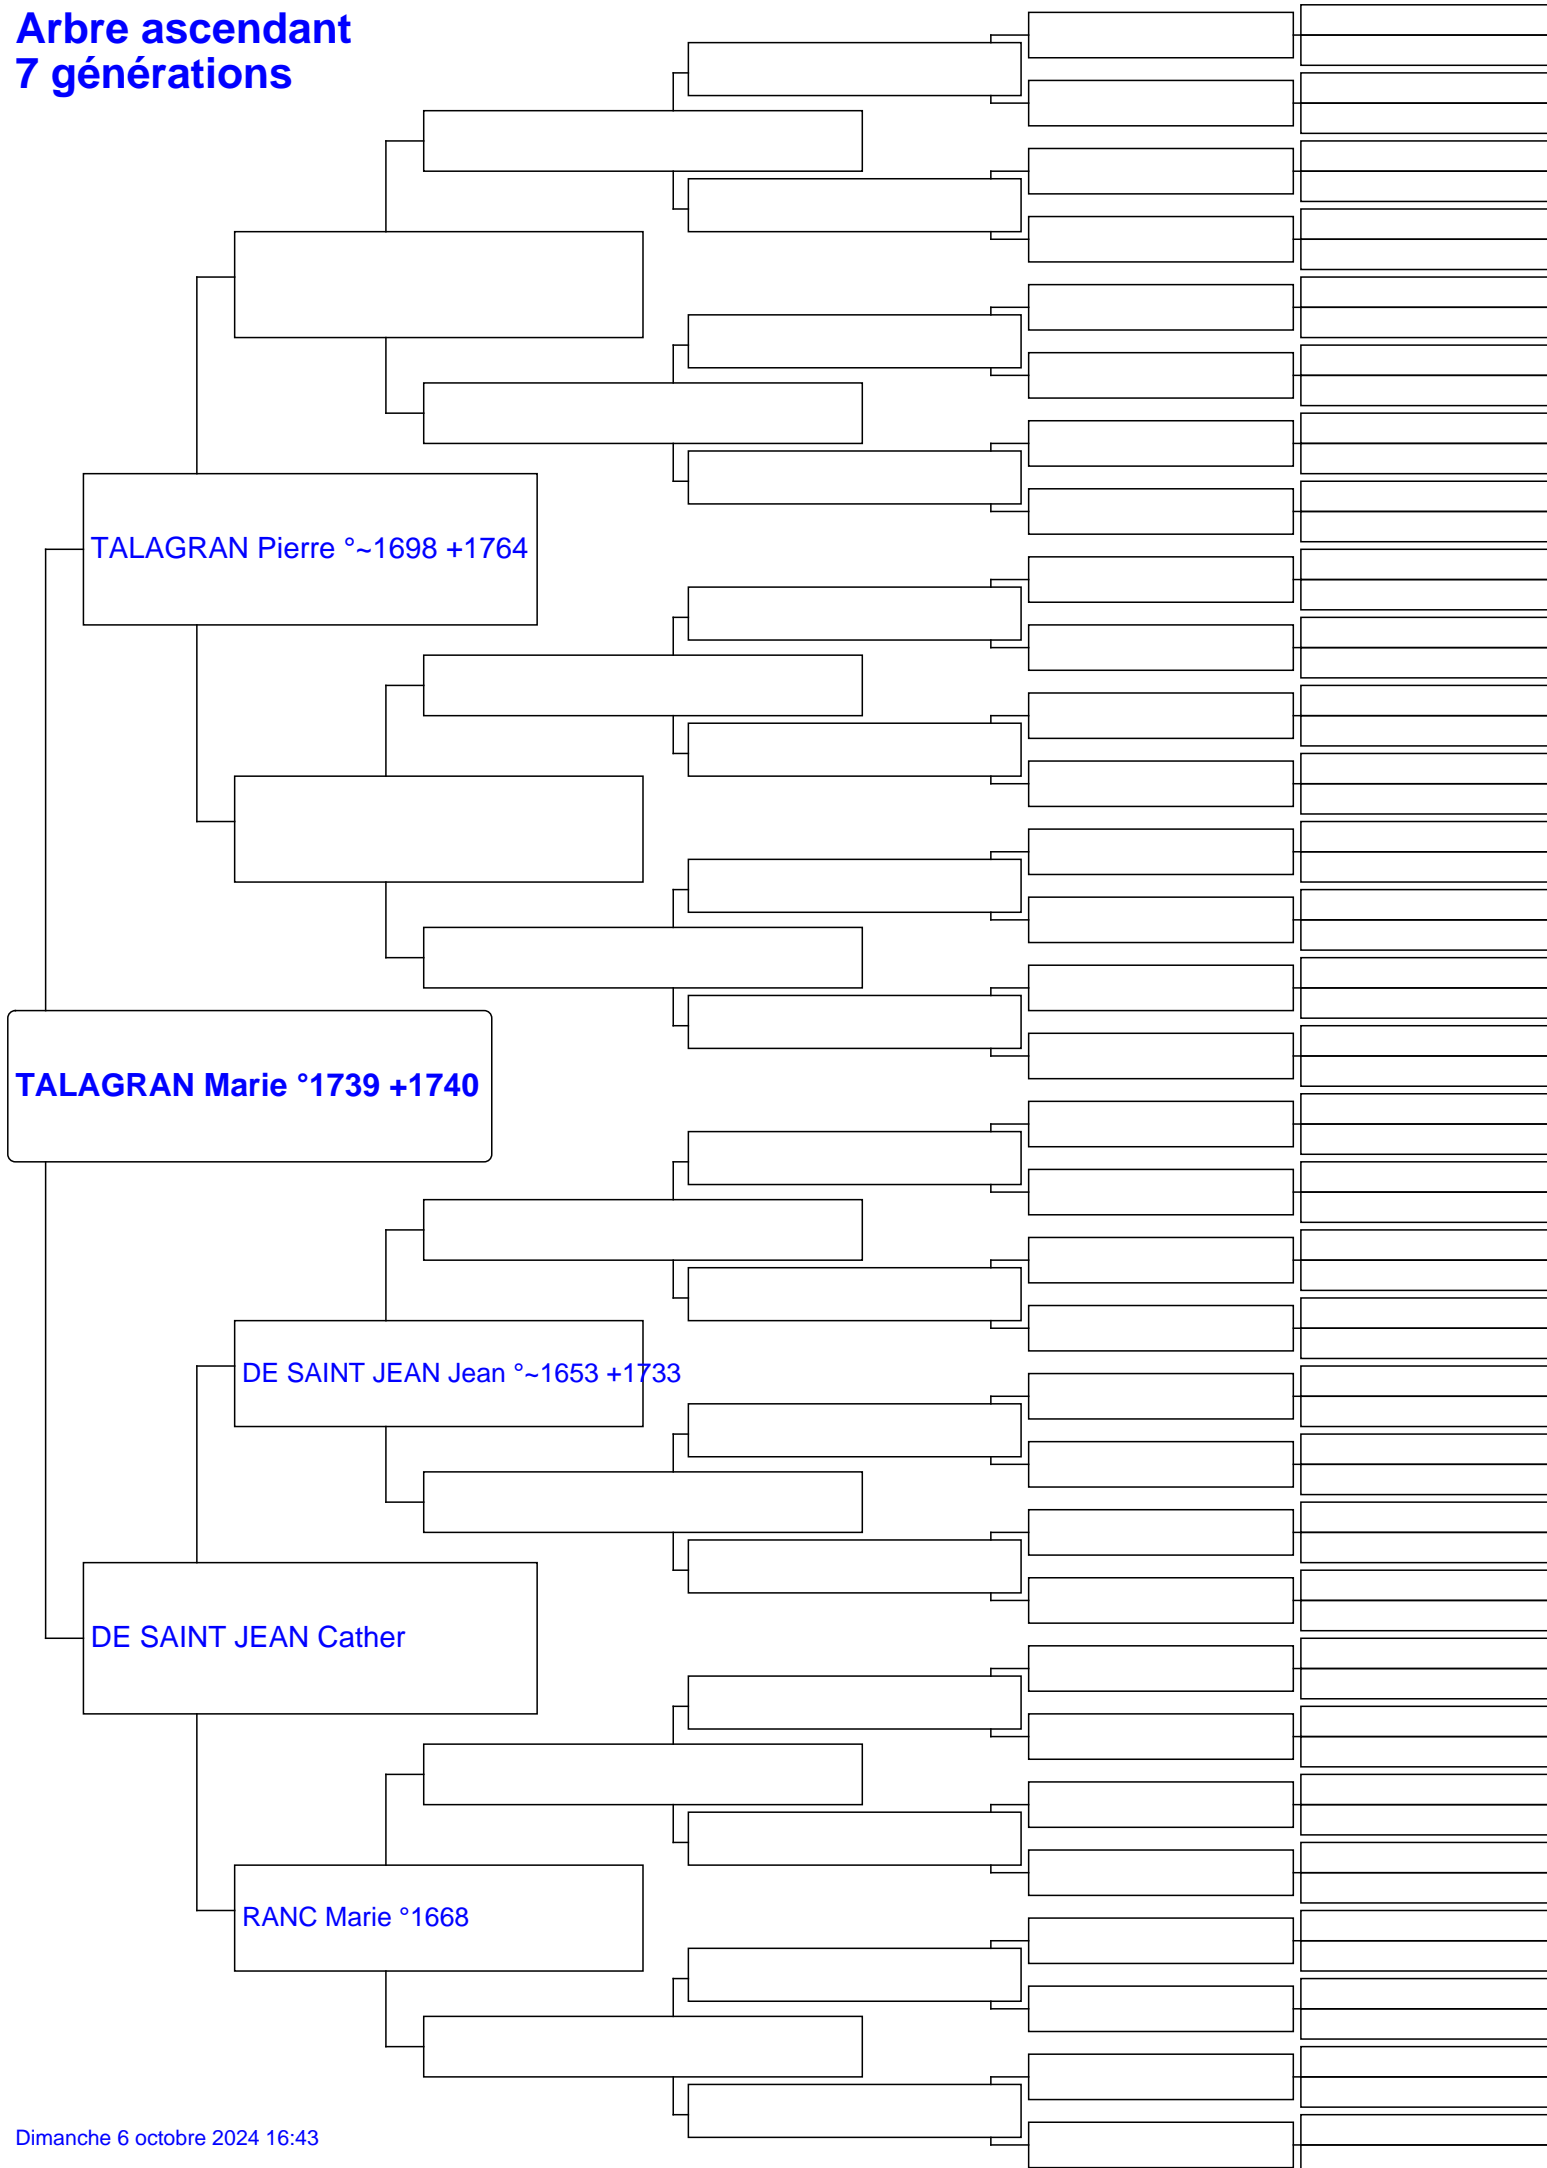 Arbre ascendant
7 générations
TALAGRAN Pierre °~1698 +1764
TALAGRAN Marie °1739 +1740
DE SAINT JEAN Jean °~1653 +1733
DE SAINT JEAN Cather
RANC Marie °1668
Dimanche 6 octobre 2024 16:43